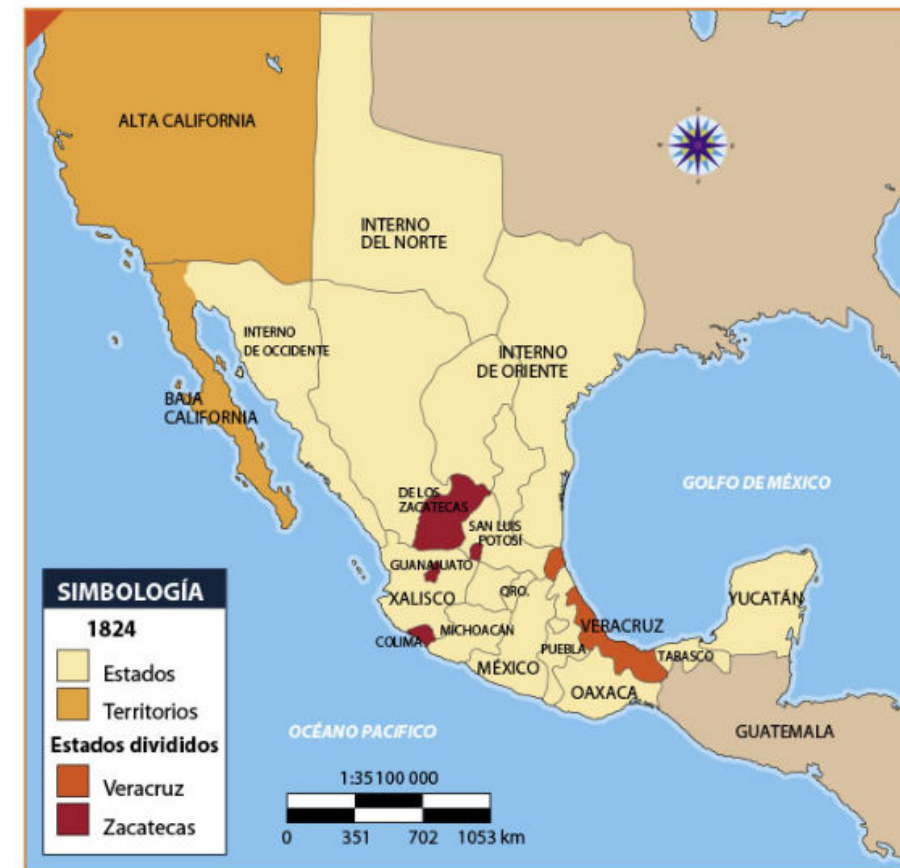 ALTA CALIFORNIA
INTERNO
DEL NORTE
INTERNO
DE OCCIDENTE
INTERNO
DE ORIENTE
BAJA
CALIFORNIA
GOLFO DE MÉXICO
DE LOS
ZACATECAS
SAN LUIS
POTOSÍ
GUANAJUATO
XALISCO
QRO.
YUCATÁN
COLIMA
MICHOACÁN
VERACRUZ
PUEBLA
TABASCO
MÉXICO
OAXACA
GUATEMALA
OCÉANO PACÍFICO
SIMBOLOGÍA
1824
Estados
Territorios
Estados divididos
Veracruz
Zacatecas
1:35 100 000
0 351 702 1053 km